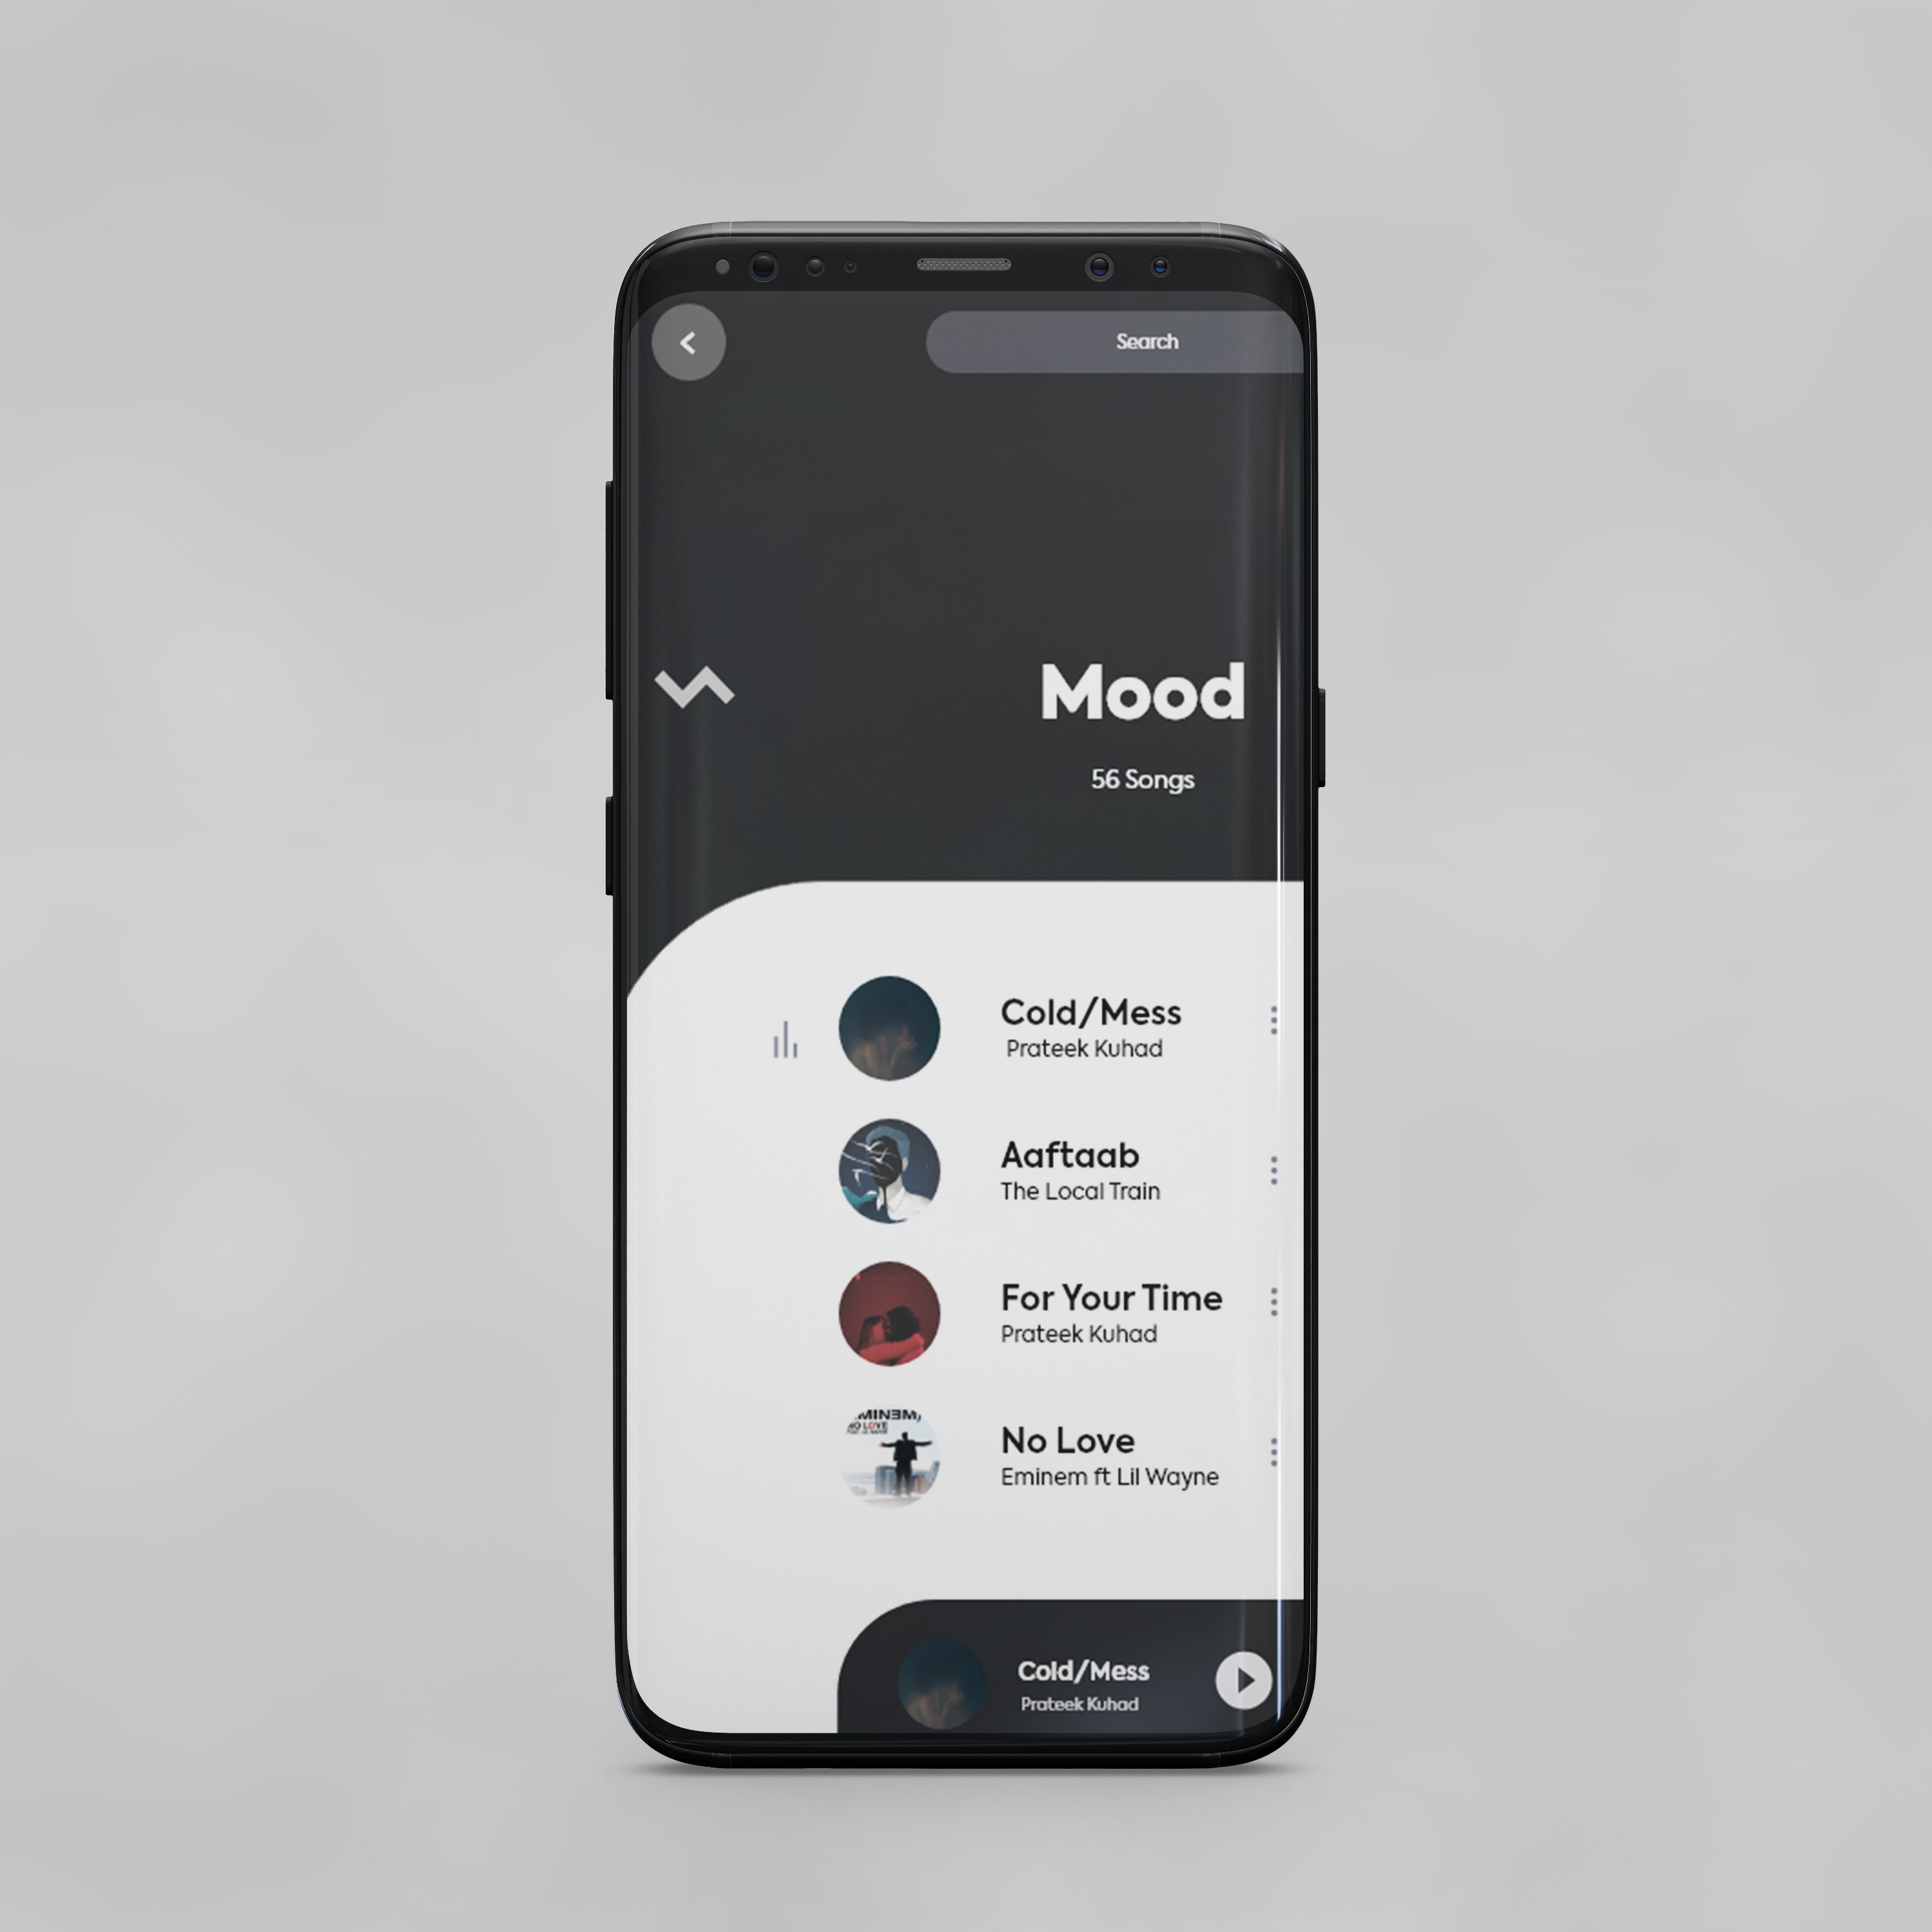 Search
Mood
56 Songs
Cold/Mess
Prateek Kuhad
Aaftaab
The Local Train
For Your Time
Prateek Kuhad
MINƎM
NO LOVE
No Love
Eminem ft Lil Wayne
Cold/Mess
Prateek Kuhad